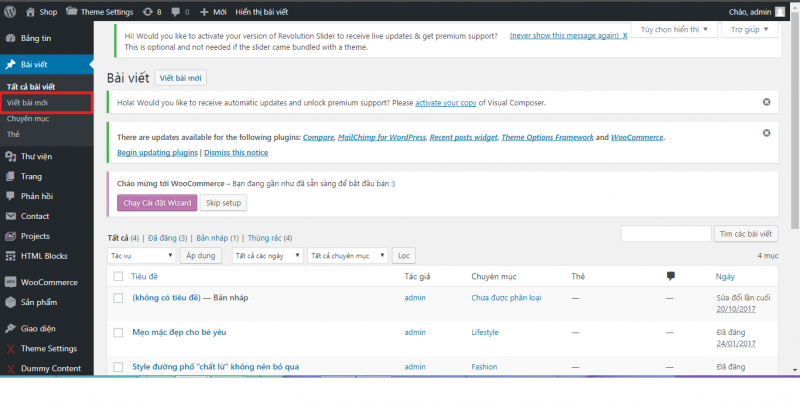 Shop Theme Settings 8 0 Mới Hiển thị bài viết Chào, admin
Bảng tin
Bài viết
Tất cả bài viết
Viết bài mới
Chuyên mục
Thẻ
Thư viện
Trang
Phản hồi
Contact
Projects
HTML Blocks
WooCommerce
Sản phẩm
Giao diện
Theme Settings
Dummy Content
Hi! Would you like to activate your version of Revolution Slider to receive live updates & get premium support? (never show this message again) X
This is optional and not needed if the slider came bundled with a theme.
Tùy chọn hiển thị
Trợ giúp
Bài viết Viết bài mới
Hola! Would you like to receive automatic updates and unlock premium support? Please activate your copy of Visual Composer.
There are updates available for the following plugins: Compare, MailChimp for WordPress, Recent posts widget, Theme Options Framework and WooCommerce.
Begin updating plugins | Dismiss this notice
Chào mừng tới WooCommerce – Bạn đang gần như đã sẵn sàng để bắt đầu bán :)
Chạy Cài đặt Wizard Skip setup
Tất cả (4) | Đã đăng (3) | Bản nháp (1) | Thùng rác (4)
Tìm các bài viết
Tác vụ Áp dụng Tất cả các ngày Tất cả chuyên mục Lọc 4 mục
Tiêu đề Tác giả Chuyên mục Thẻ Ngày
(không có tiêu đề) — Bản nháp admin Chưa được phân loại — — Sửa đổi lần cuối
20/10/2017
Mẹo mặc đẹp cho bé yêu admin Lifestyle — — Đã đăng
24/01/2017
Style đường phố "chất lừ" không nên bỏ qua admin Fashion — — Đã đăng